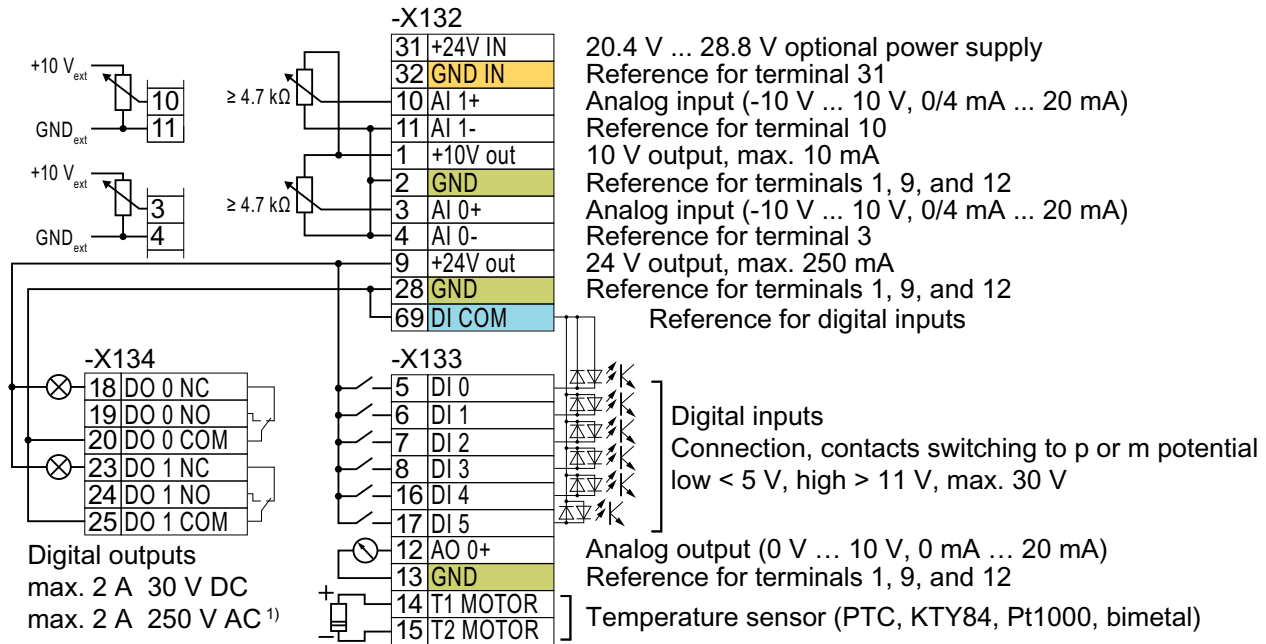 -X132
31 +24V IN 20.4 V ... 28.8 V optional power supply
32 GND IN Reference for terminal 31
10 AI 1+ Analog input (-10 V ... 10 V, 0/4 mA ... 20 mA)
11 AI 1- Reference for terminal 10
1 +10V out 10 V output, max. 10 mA
2 GND Reference for terminals 1, 9, and 12
3 AI 0+ Analog input (-10 V ... 10 V, 0/4 mA ... 20 mA)
4 AI 0- Reference for terminal 3
9 +24V out 24 V output, max. 250 mA
28 GND Reference for terminals 1, 9, and 12
69 DI COM Reference for digital inputs
+10 Vext
10
GNDext 11
≥ 4.7 kΩ
+10 Vext
3
GNDext 4
≥ 4.7 kΩ
-X134
18 DO 0 NC
19 DO 0 NO
20 DO 0 COM
23 DO 1 NC
24 DO 1 NO
25 DO 1 COM
Digital outputs
max. 2 A 30 V DC
max. 2 A 250 V AC 1)
-X133
5 DI 0
6 DI 1
7 DI 2
8 DI 3
16 DI 4
17 DI 5
Digital inputs
Connection, contacts switching to p or m potential
low < 5 V, high > 11 V, max. 30 V
12 AO 0+ Analog output (0 V … 10 V, 0 mA … 20 mA)
13 GND Reference for terminals 1, 9, and 12
+ 14 T1 MOTOR
– 15 T2 MOTOR
Temperature sensor (PTC, KTY84, Pt1000, bimetal)